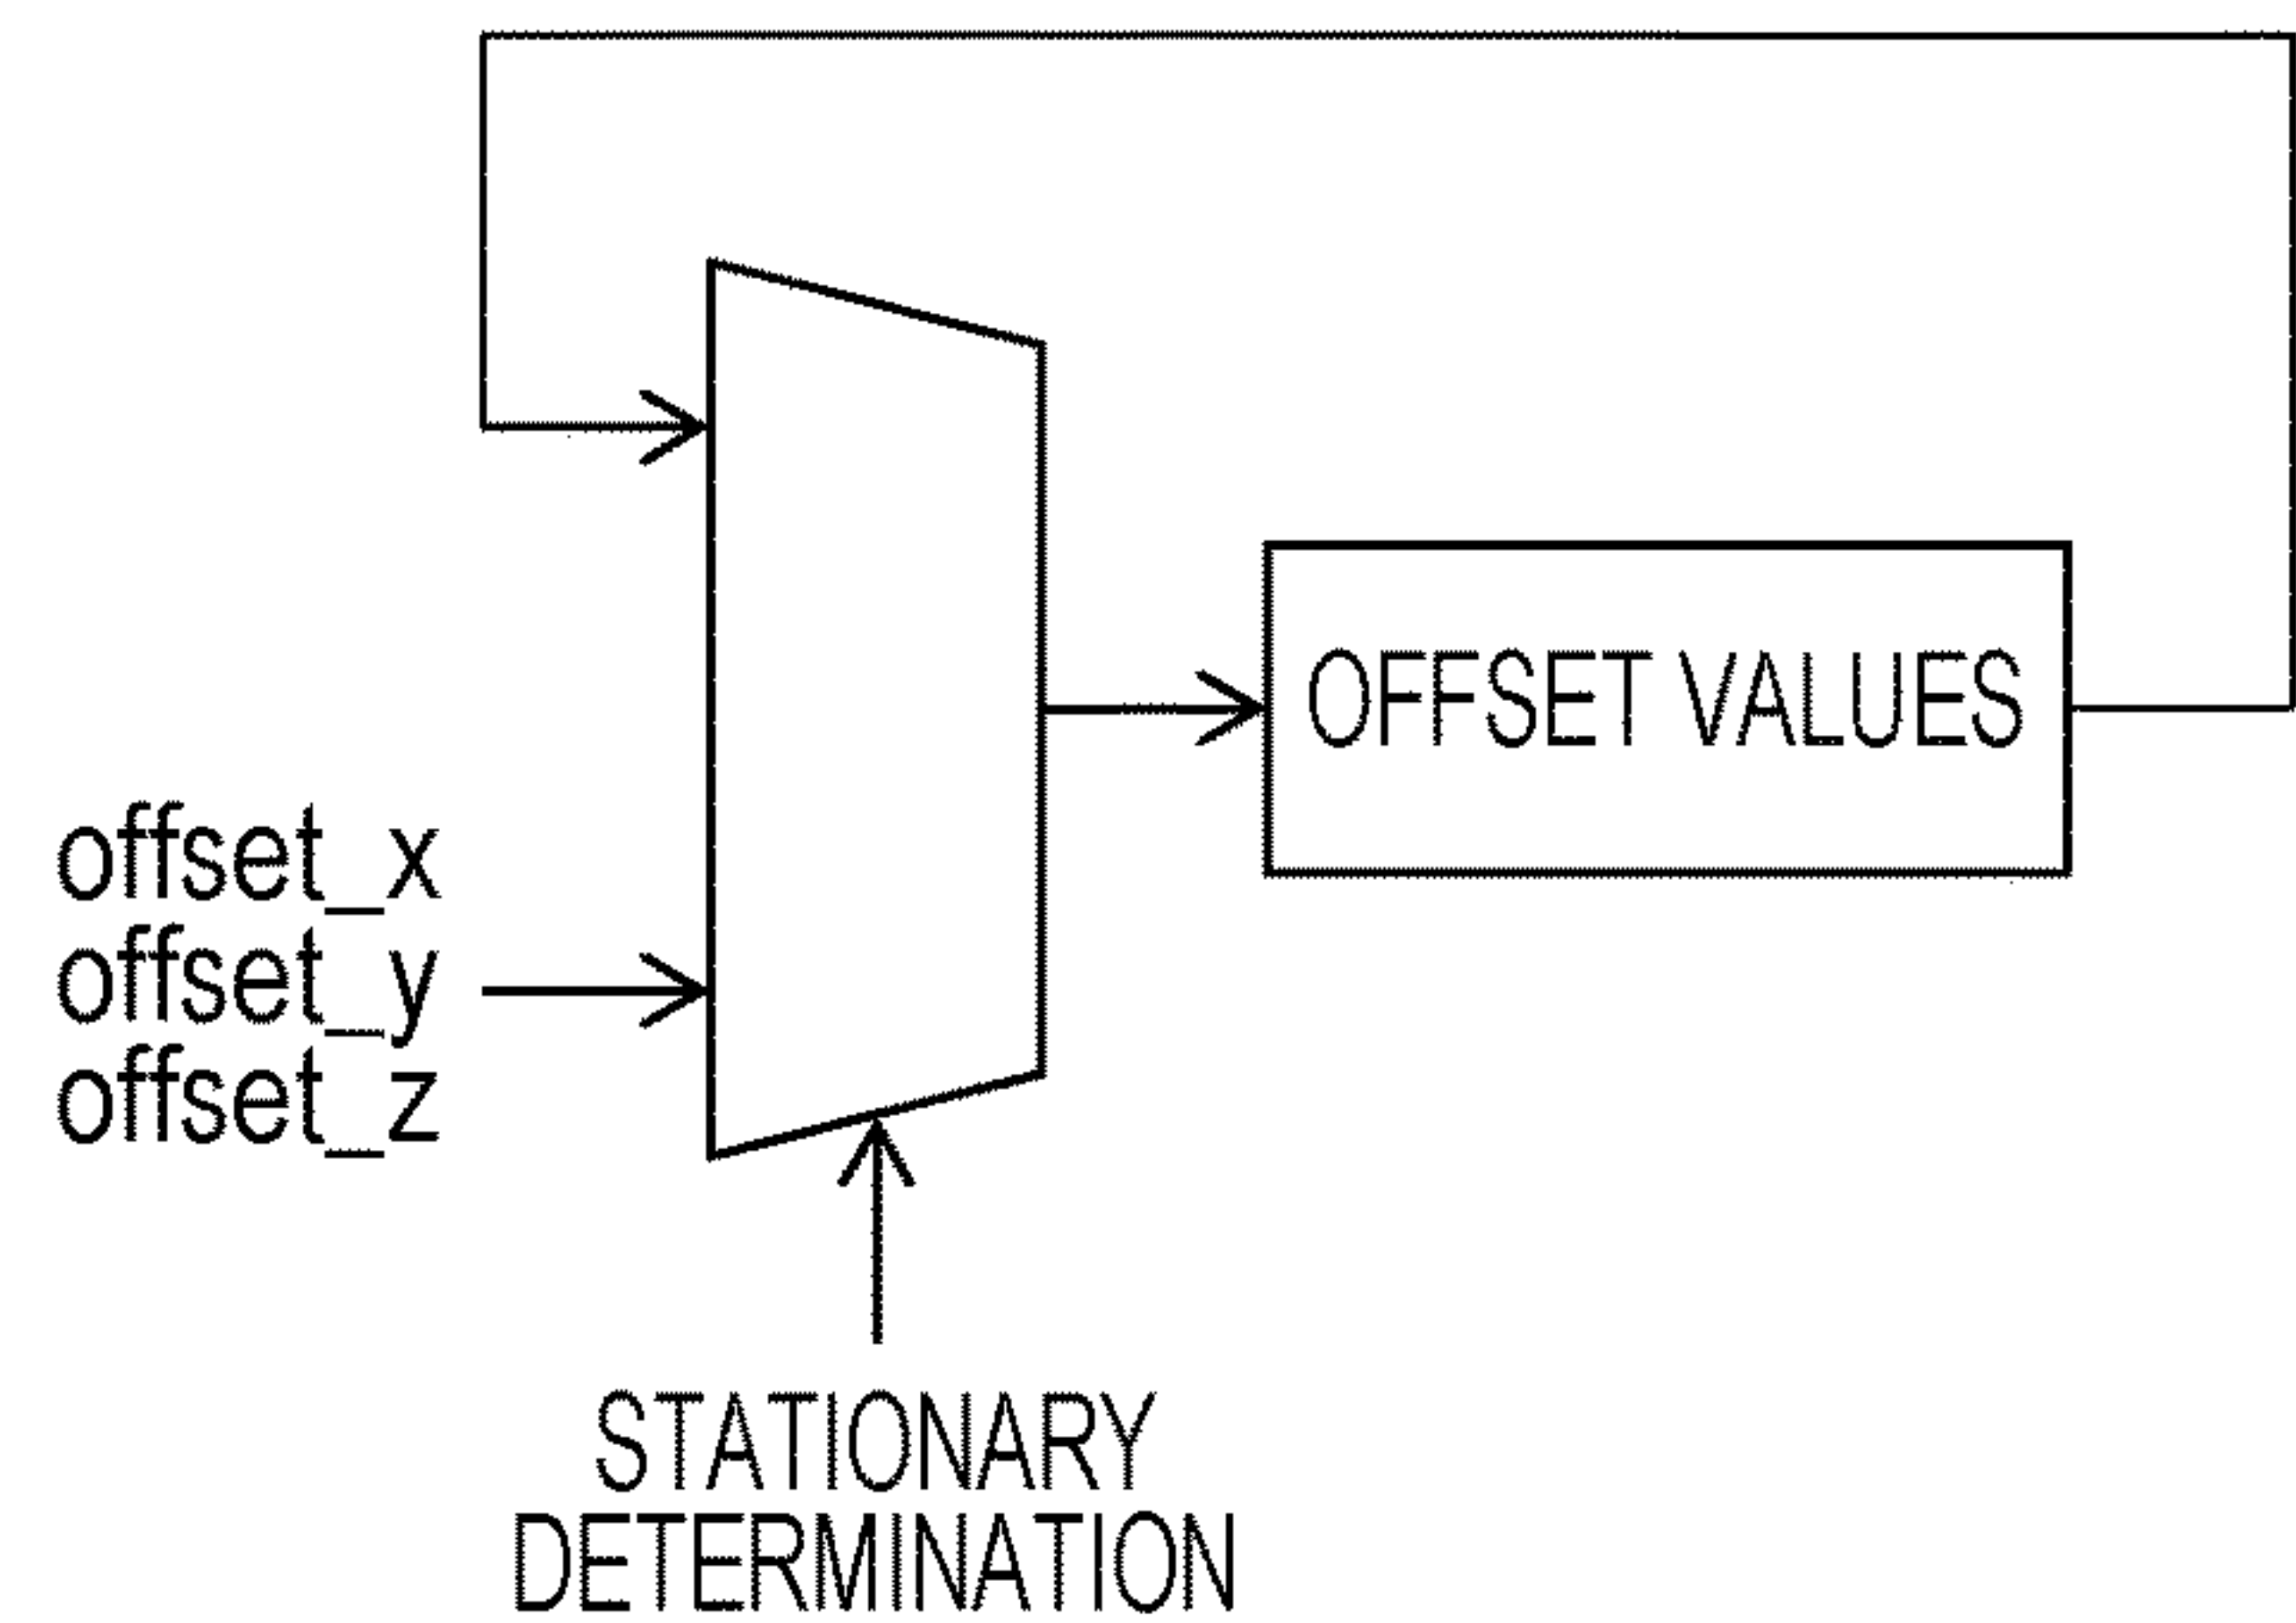 OFFSET VALUES
offset_x
offset_y
offset_z
STATIONARY
DETERMINATION